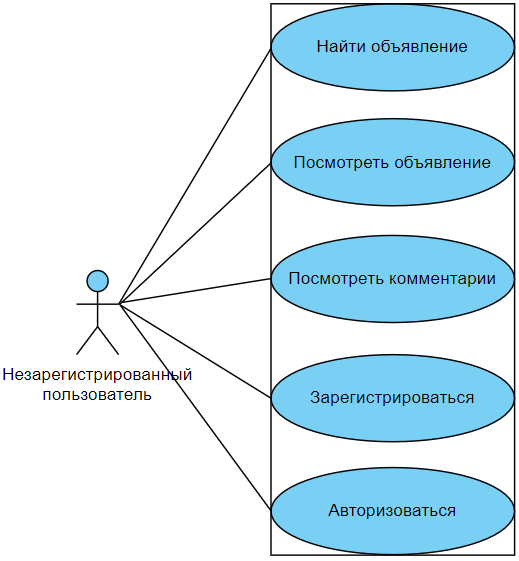 Найти объявление
Посмотреть объявление
Посмотреть комментарии
Незарегистрированный
пользователь
Зарегистрироваться
Авторизоваться